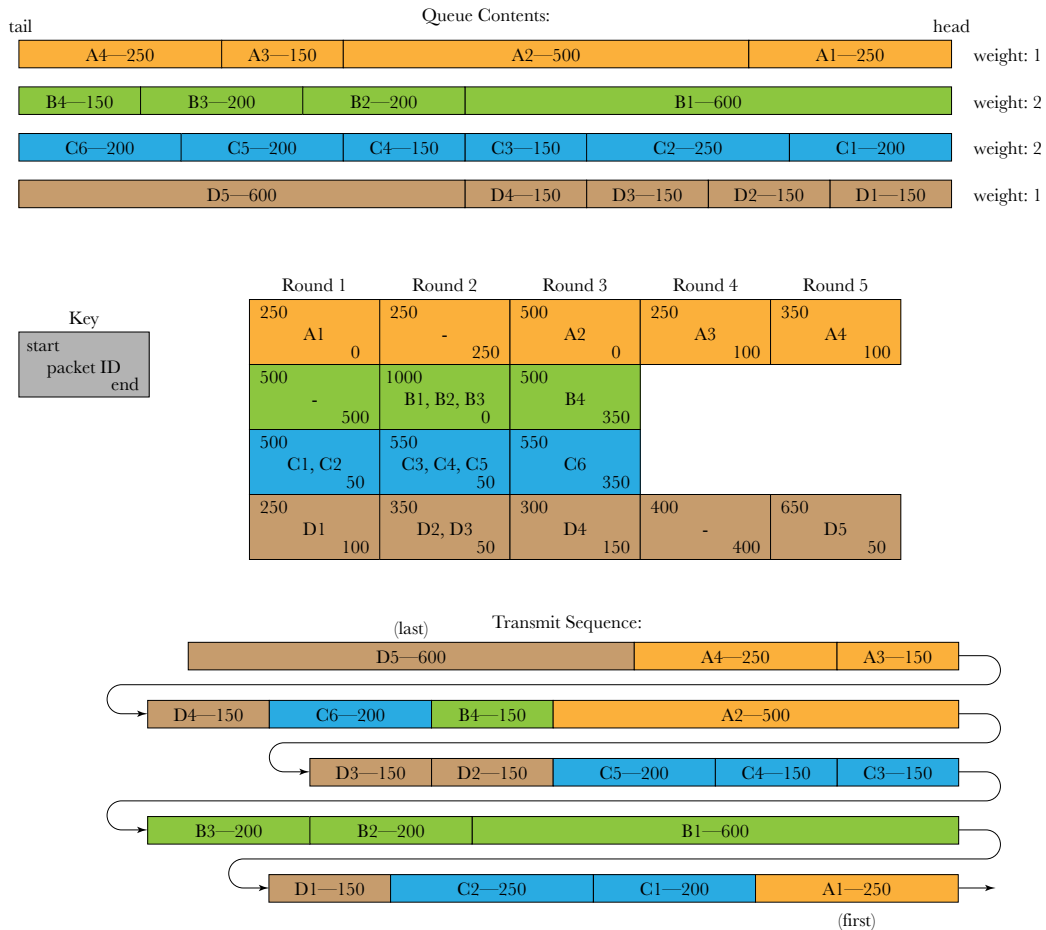 Queue Contents:
tail
head
A4—250 A3—150 A2—500 A1—250 weight: 1
B4—150 B3—200 B2—200 B1—600 weight: 2
C6—200 C5—200 C4—150 C3—150 C2—250 C1—200 weight: 2
D5—600 D4—150 D3—150 D2—150 D1—150 weight: 1
Round 1 Round 2 Round 3 Round 4 Round 5
Key
start
packet ID
end
250 250 500 250 350
A1 - A2 A3 A4
0 250 0 100 100
500 1000 500
- B1, B2, B3 B4
500 0 350
500 550 550
C1, C2 C3, C4, C5 C6
50 50 350
250 350 300 400 650
D1 D2, D3 D4 - D5
100 50 150 400 50
Transmit Sequence:
(last)
D5—600 A4—250 A3—150
D4—150 C6—200 B4—150 A2—500
D3—150 D2—150 C5—200 C4—150 C3—150
B3—200 B2—200 B1—600
D1—150 C2—250 C1—200 A1—250
(first)